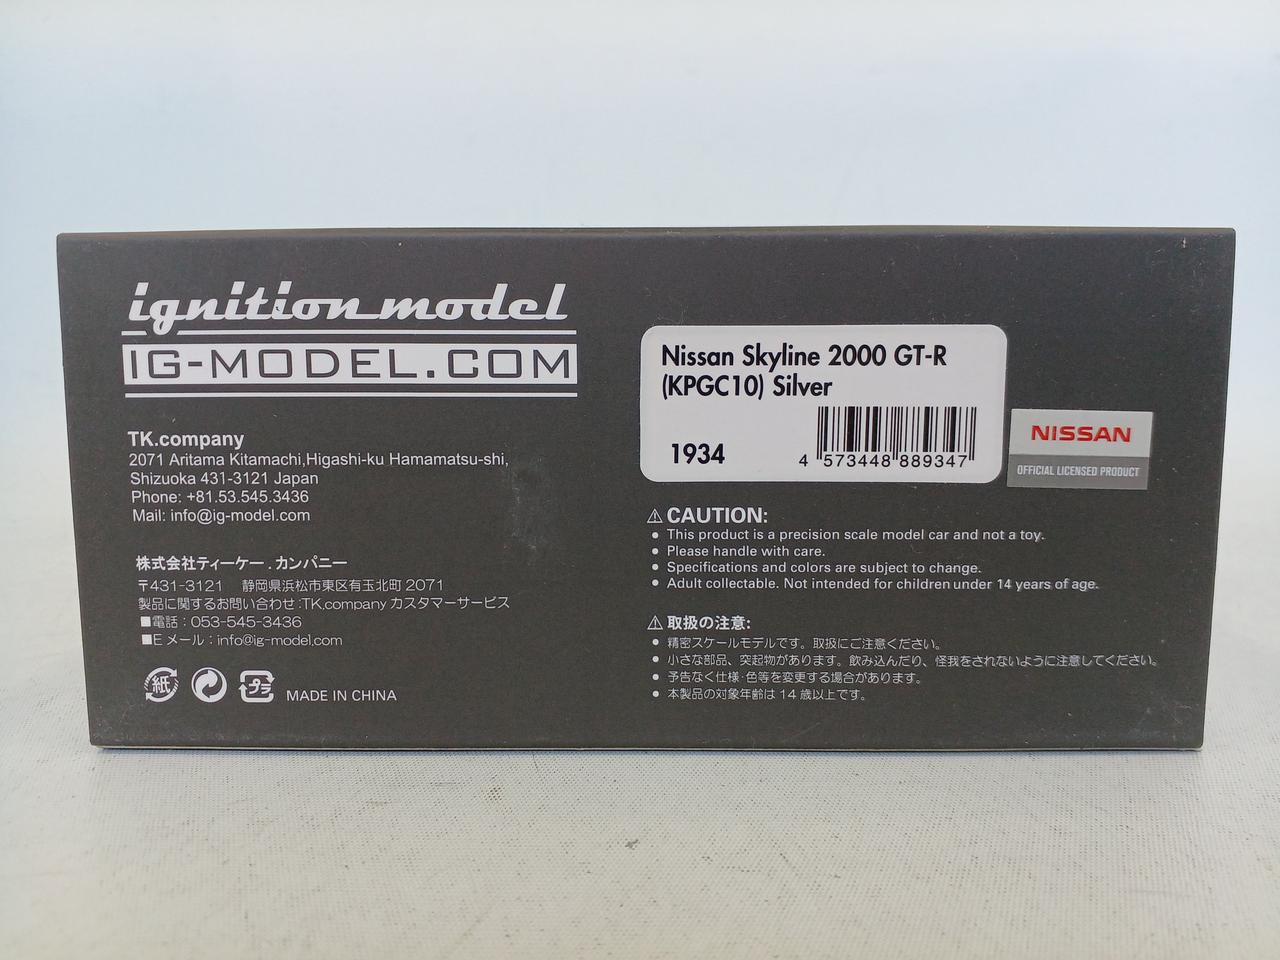 ignition model
IG-MODEL.COM
TK.company
2071 Aritama Kitamachi,Higashi-ku Hamamatsu-shi,
Shizuoka 431-3121 Japan
Phone: +81.53.545.3436
Mail: info@ig-model.com
株式会社ティーケー.カンパニー
〒431-3121 静岡県浜松市東区有玉北町 2071
製品に関するお問い合わせ:TK.company カスタマーサービス
■電話:053-545-3436
■Eメール:info@ig-model.com
紙
プラ
MADE IN CHINA
Nissan Skyline 2000 GT-R
(KPGC10) Silver
1934
4 573448 889347
NISSAN
OFFICIAL LICENSED PRODUCT
⚠ CAUTION:
• This product is a precision scale model car and not a toy.
• Please handle with care.
• Specifications and colors are subject to change.
• Adult collectable. Not intended for children under 14 years of age.
⚠ 取扱の注意:
• 精密スケールモデルです。取扱にご注意ください。
• 小さな部品、突起物があります。飲み込んだり、怪我をされないように注意してください。
• 予告なく仕様·色等を変更する場合があります。
• 本製品の対象年齢は 14 歳以上です。